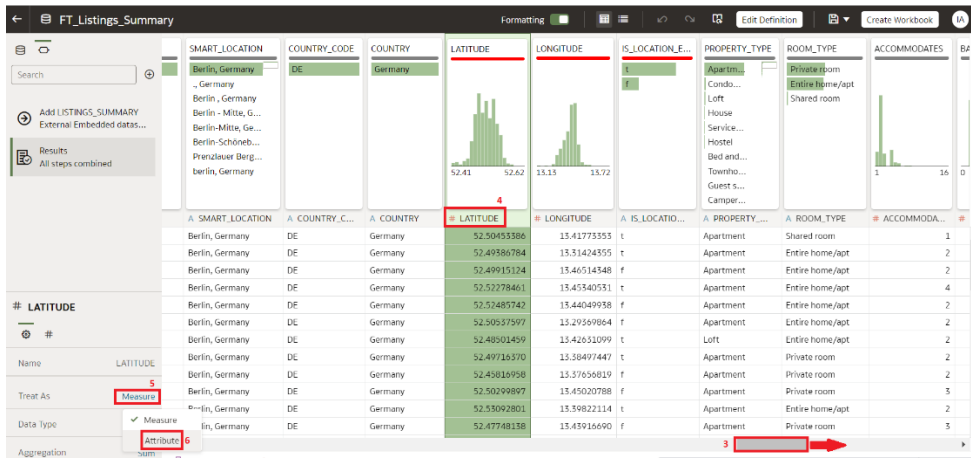 FT_Listings_Summary
Formatting
Edit Definition
Create Workbook
IA
Search
Add LISTINGS_SUMMARY
External Embedded datas...
Results
All steps combined
SMART_LOCATION COUNTRY_CODE COUNTRY LATITUDE LONGITUDE IS_LOCATION_E... PROPERTY_TYPE ROOM_TYPE ACCOMMODATES BA
Berlin, Germany DE Germany t Apartm... Private room
., Germany f Condo... Entire home/apt
Berlin , Germany Loft Shared room
Berlin - Mitte, G... House
Berlin-Mitte, Ge... Service...
Berlin-Schöneb... Hostel
Prenzlauer Berg... Bed and...
berlin, Germany 52.41 52.62 13.13 13.72 Townho... 1 16 0
Guest s...
Camper...
4
A SMART_LOCATION A COUNTRY_C... A COUNTRY # LATITUDE # LONGITUDE A IS_LOCATIO... A PROPERTY_... A ROOM_TYPE # ACCOMMODA... #
Berlin, Germany DE Germany 52.50453386 13.41773353 t Apartment Shared room 1
Berlin, Germany DE Germany 52.49386784 13.31424355 t Apartment Entire home/apt 2
Berlin, Germany DE Germany 52.49915124 13.46514348 f Apartment Entire home/apt 2
Berlin, Germany DE Germany 52.52278461 13.45340531 t Apartment Entire home/apt 4
Berlin, Germany DE Germany 52.52485742 13.44049938 f Apartment Entire home/apt 2
Berlin, Germany DE Germany 52.50537597 13.29369864 f Apartment Entire home/apt 2
Berlin, Germany DE Germany 52.48501459 13.42631099 t Loft Entire home/apt 2
Berlin, Germany DE Germany 52.49716370 13.38497447 t Apartment Private room 2
Berlin, Germany DE Germany 52.45816958 13.37656819 f Apartment Private room 2
Berlin, Germany DE Germany 52.50299897 13.45020788 f Apartment Private room 3
Berlin, Germany DE Germany 52.53092801 13.39822114 t Apartment Entire home/apt 2
lin, Germany DE Germany 52.47748138 13.43916690 f Apartment Private room 5
# LATITUDE
#
Name LATITUDE
5
Treat As Measure
Data Type
Measure
Attribute 6
Aggregation Sum
3